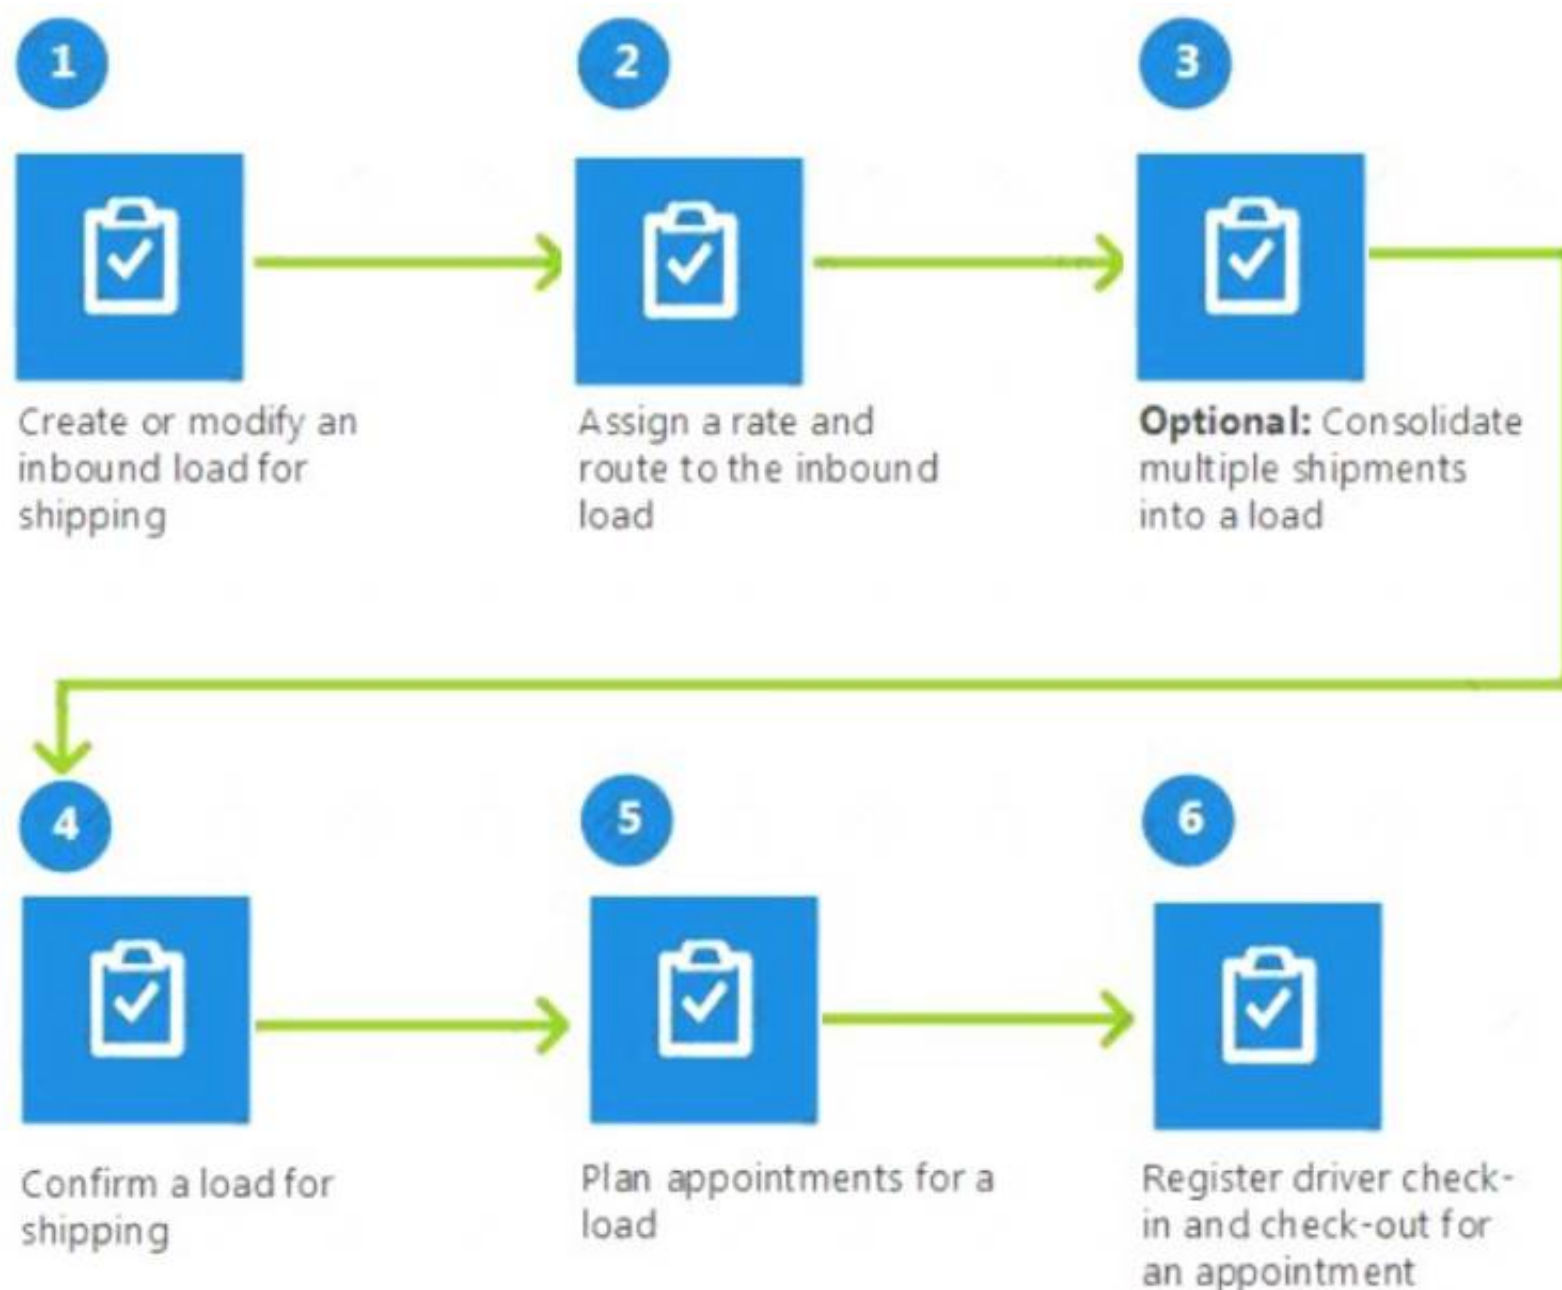 1
2
3
Create or modify an
inbound load for
shipping
Assign a rate and
route to the inbound
load
Optional: Consolidate
multiple shipments
into a load
4
5
6
Confirm a load for
shipping
Plan appointments for a
load
Register driver check-
in and check-out for
an appointment